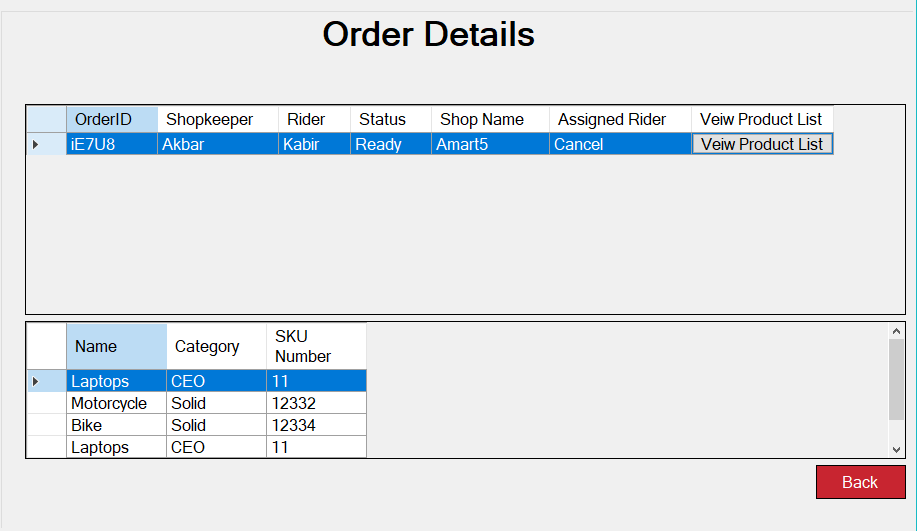 Order Details
OrderID Shopkeeper Rider Status Shop Name Assigned Rider Veiw Product List
iE7U8 Akbar Kabir Ready Amart5 Cancel Veiw Product List
Name Category SKU Number
Laptops CEO 11
Motorcycle Solid 12332
Bike Solid 12334
Laptops CEO 11
Back